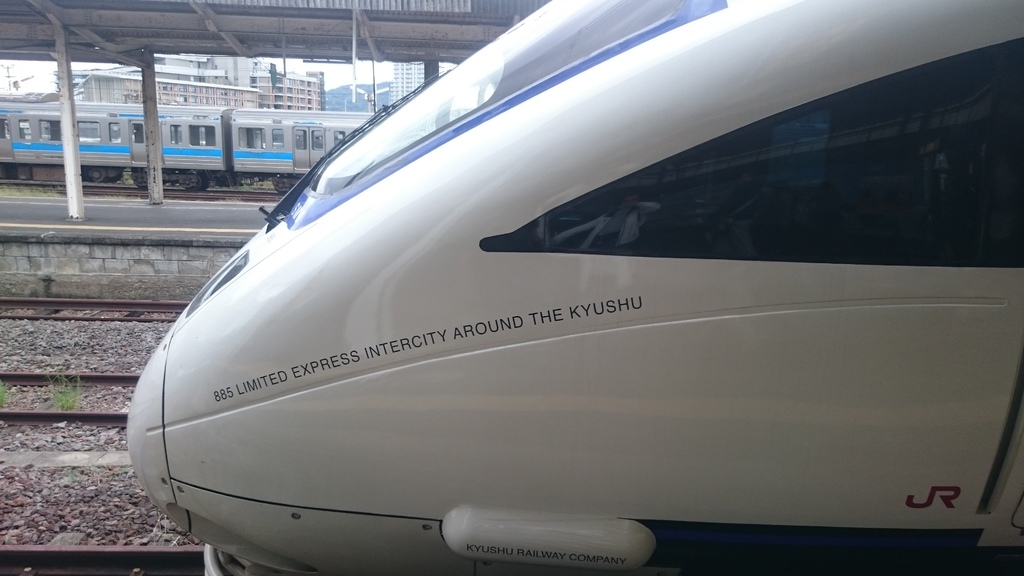 885 LIMITED EXPRESS INTERCITY AROUND THE KYUSHU
JR
KYUSHU RAILWAY COMPANY